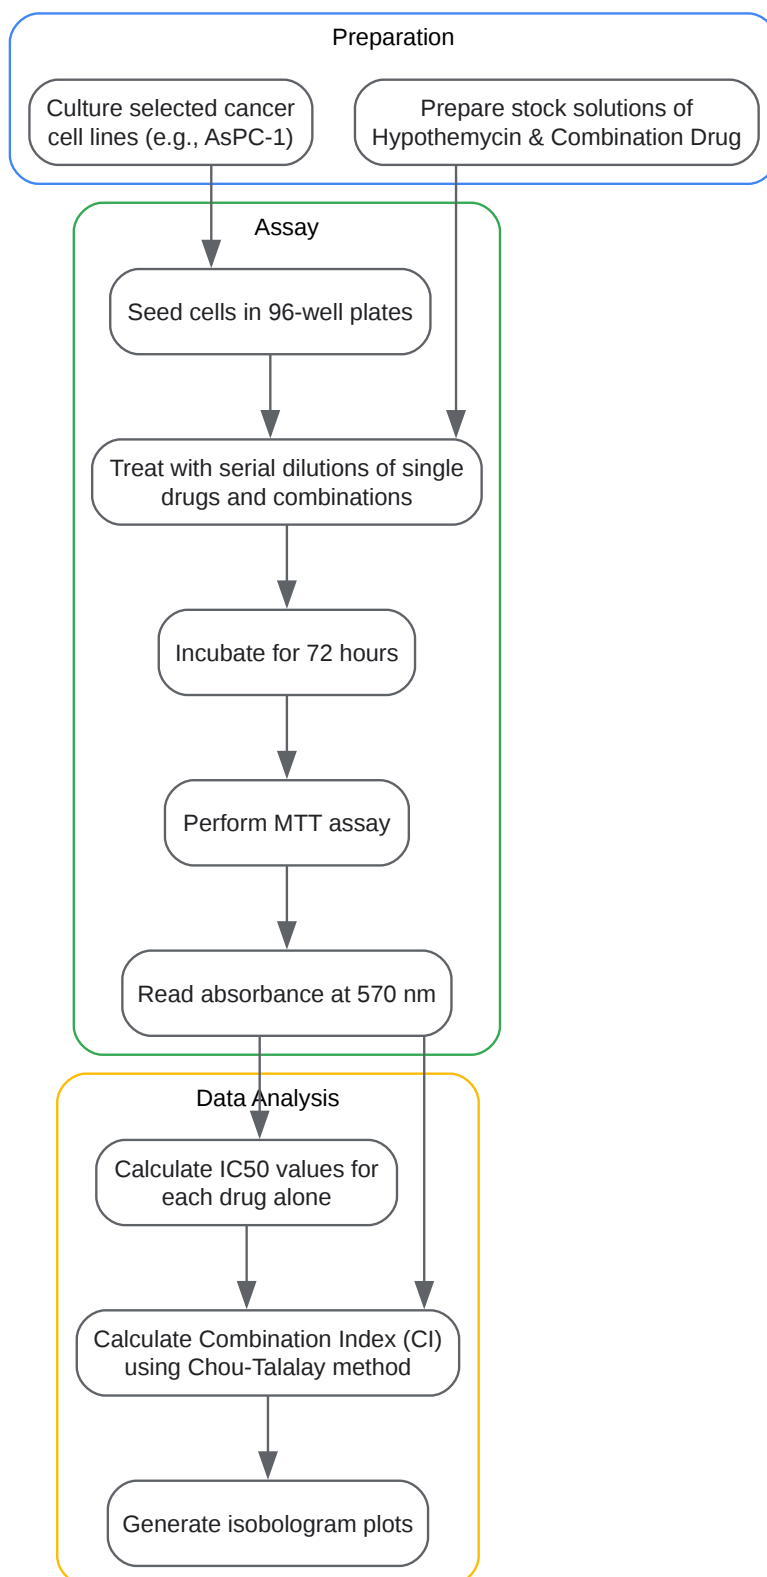 Preparation
Culture selected cancer
cell lines (e.g., AsPC-1)
Prepare stock solutions of
Hypothemycin & Combination Drug
Assay
Seed cells in 96-well plates
Treat with serial dilutions of single
drugs and combinations
Incubate for 72 hours
Perform MTT assay
Read absorbance at 570 nm
Data Analysis
Calculate IC50 values for
each drug alone
Calculate Combination Index (CI)
using Chou-Talalay method
Generate isobologram plots